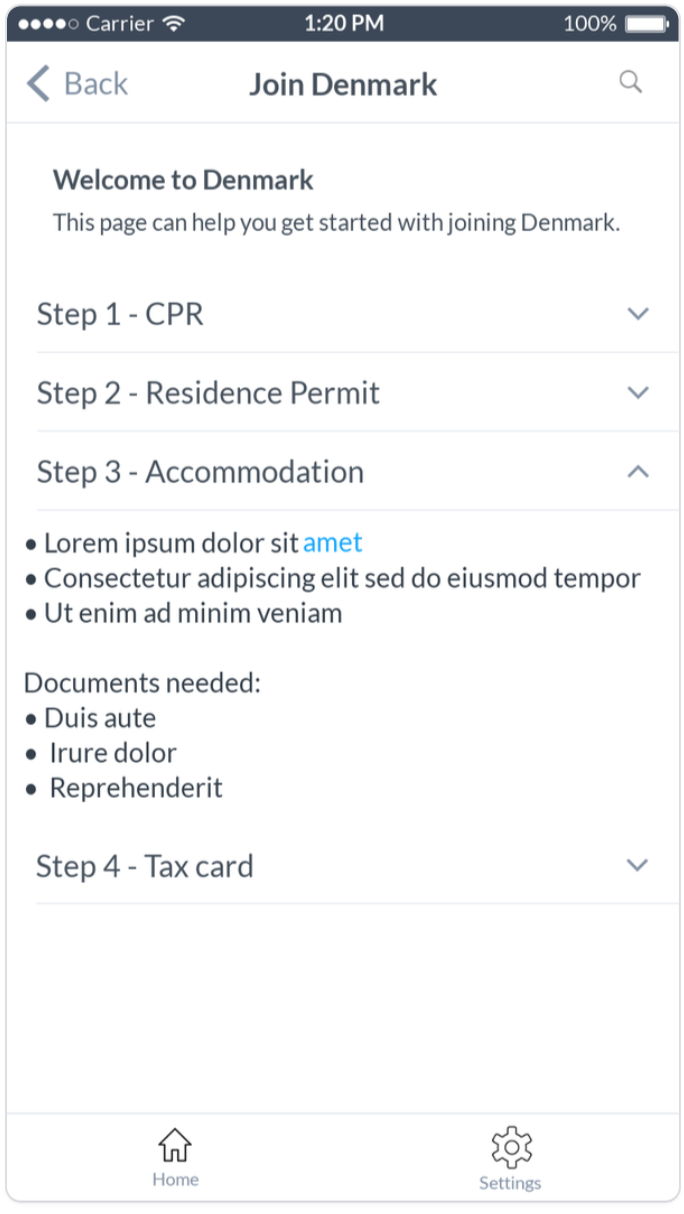 Carrier 1:20 PM 100%
Back Join Denmark
Welcome to Denmark
This page can help you get started with joining Denmark.
Step 1 - CPR
Step 2 - Residence Permit
Step 3 - Accommodation
• Lorem ipsum dolor sit amet
• Consectetur adipiscing elit sed do eiusmod tempor
• Ut enim ad minim veniam
Documents needed:
• Duis aute
• Irure dolor
• Reprehenderit
Step 4 - Tax card
Home Settings